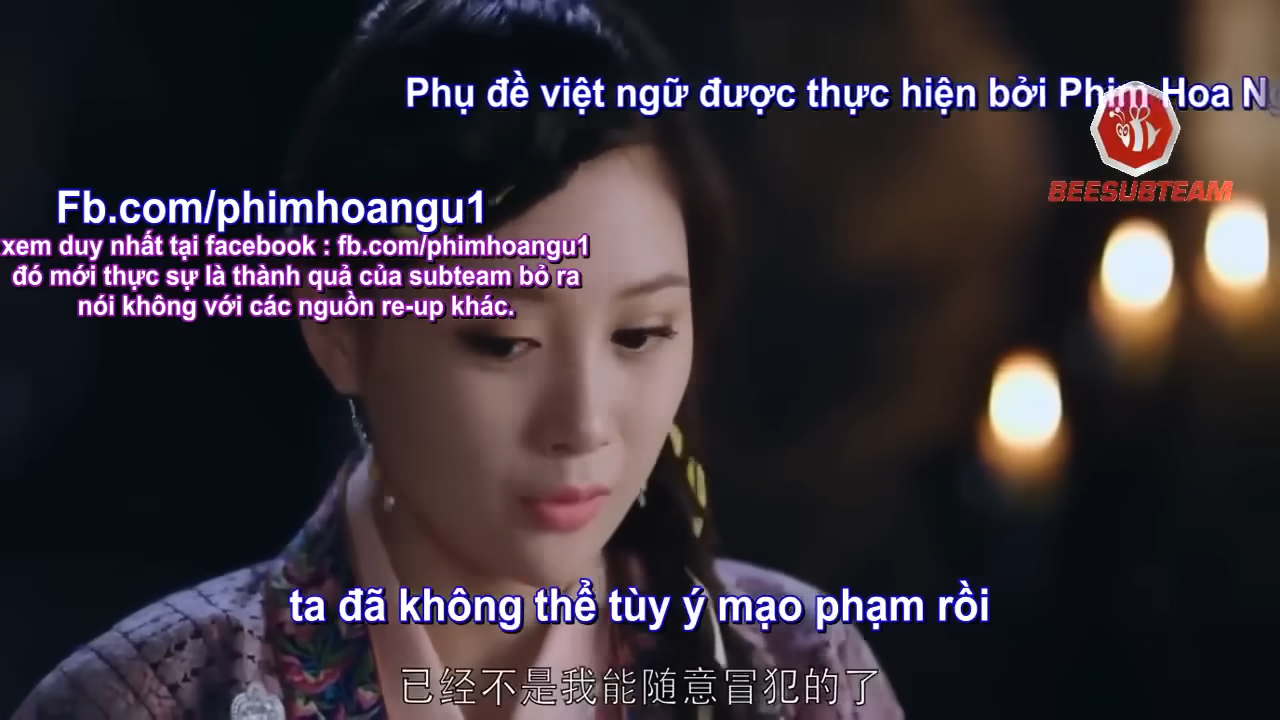 Phụ đề việt ngữ được thực hiện bởi Phim Hoa N
BEESUBTEAM
Fb.com/phimhoangu1
xem duy nhất tại facebook : fb.com/phimhoangu1
đó mới thực sự là thành quả của subteam bỏ ra
nói không với các nguồn re-up khác.
ta đã không thể tùy ý mạo phạm rồi
已经不是我能随意冒犯的了